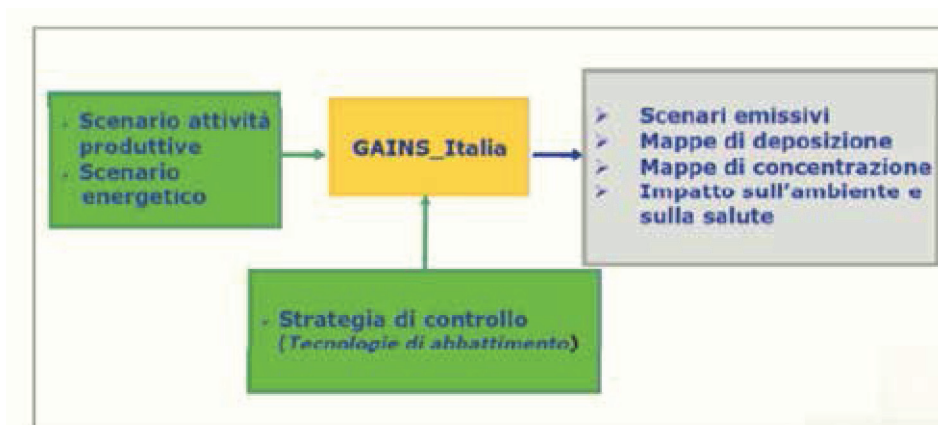 Scenario attività
produttive
Scenario
energetico
GAINS_Italia
Scenari emissivi
Mappe di deposizione
Mappe di concentrazione
Impatto sull'ambiente e
sulla salute
Strategia di controllo
(Tecnologie di abbattimento)